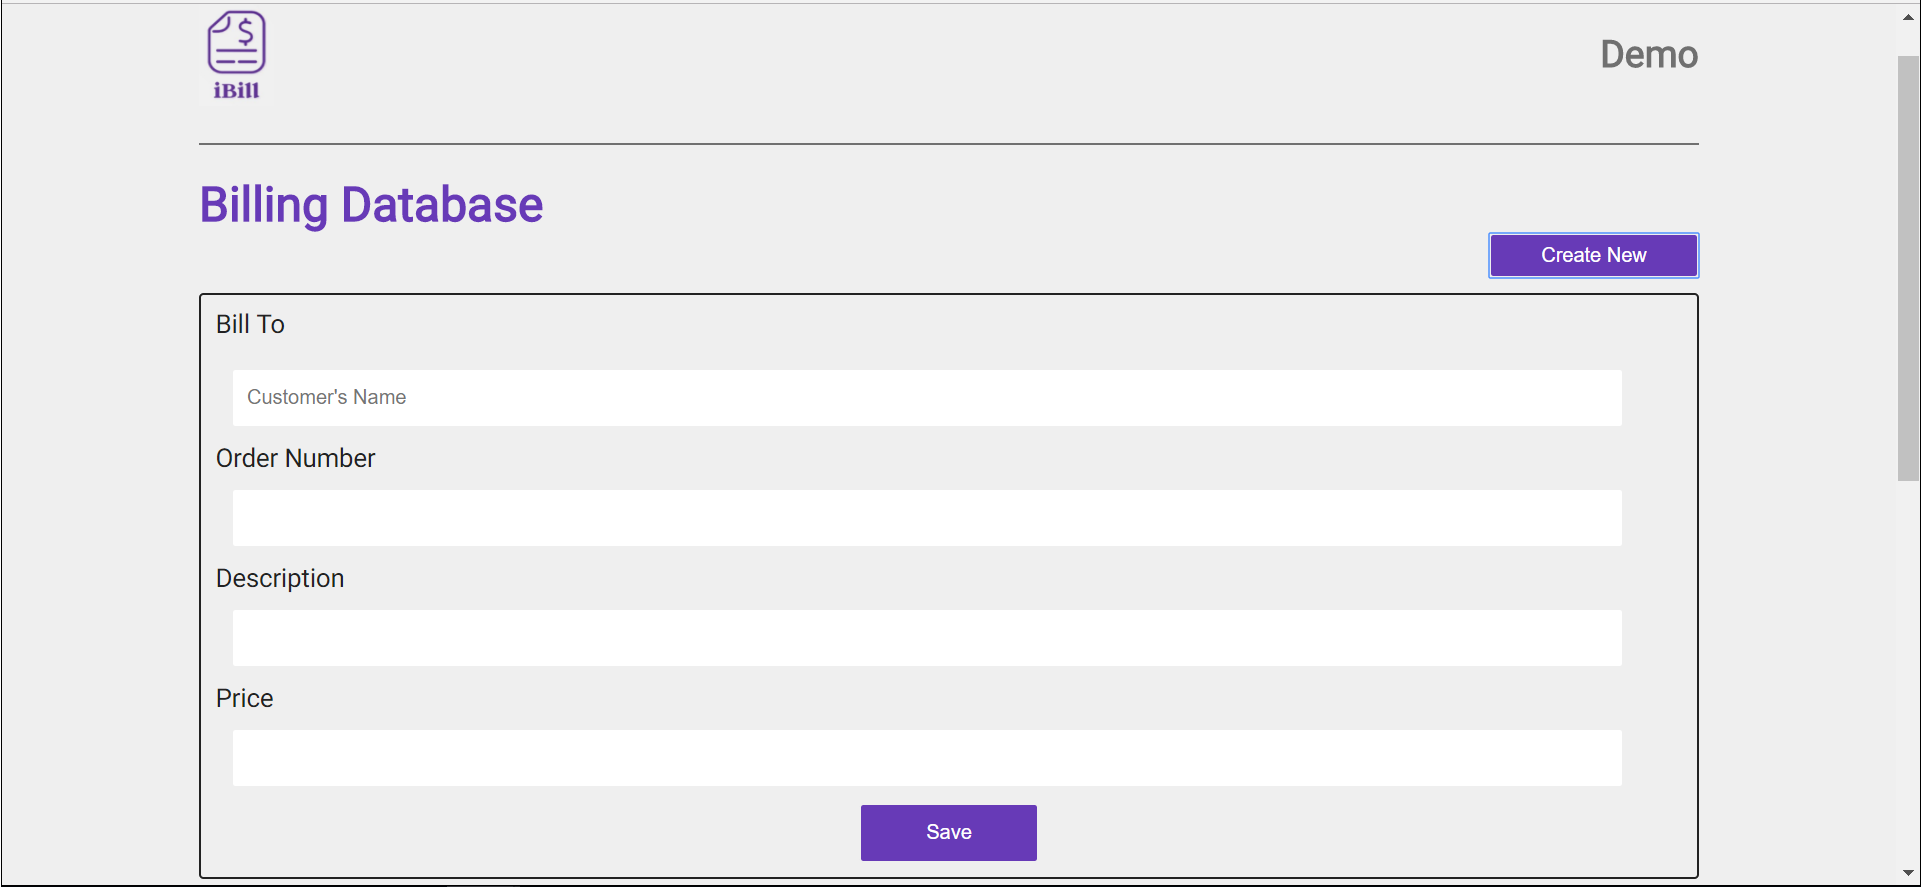 $
iBill
Demo
Billing Database
Create New
Bill To
Customer's Name
Order Number
Description
Price
Save